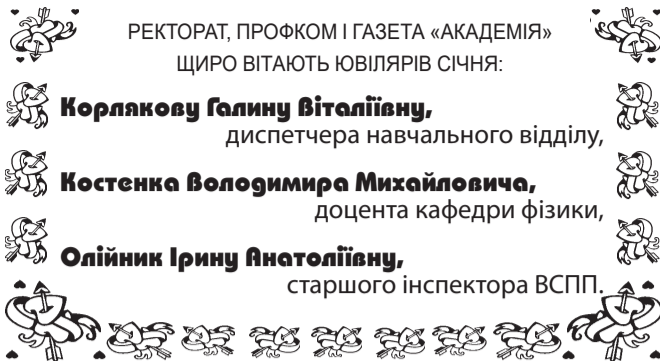 РЕКТОРАТ, ПРОФКОМ І ГАЗЕТА «АКАДЕМІЯ»
ЩИРО ВІТАЮТЬ ЮВІЛЯРІВ СІЧНЯ:
Корлякову Галину Віталіївну,
диспетчера навчального відділу,
Костенка Володимира Михайловича,
доцента кафедри фізики,
Олійник Ірину Анатоліївну,
старшого інспектора ВСПП.